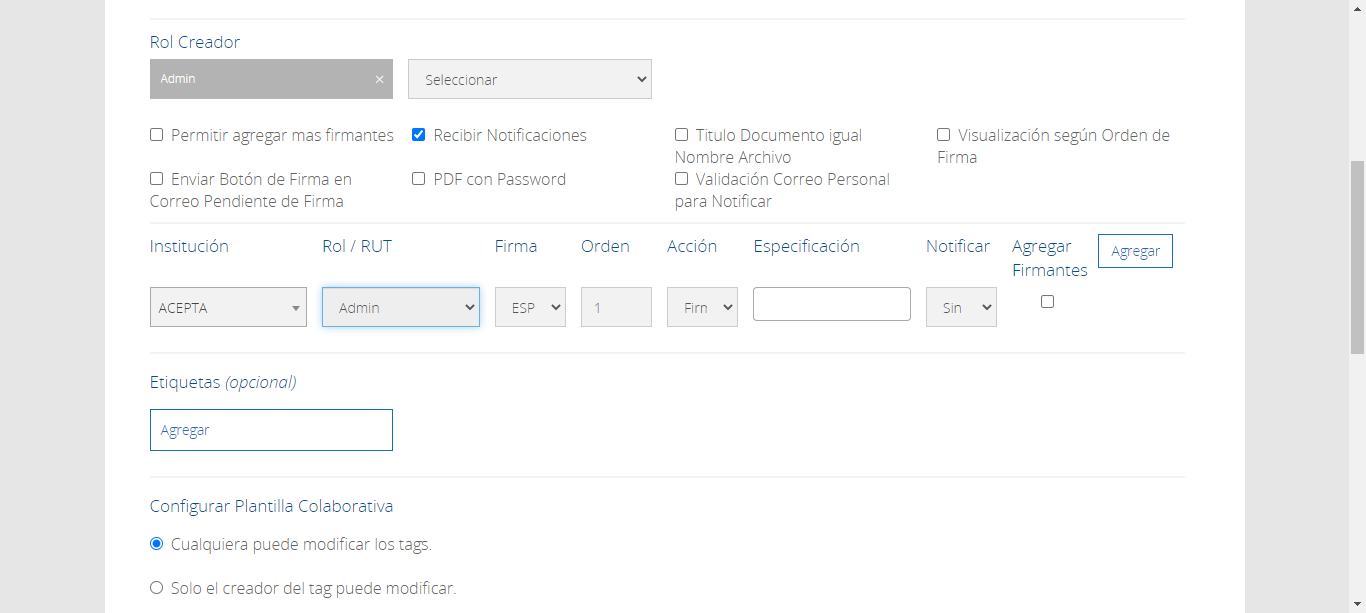 Rol Creador
Admin ×
Seleccionar
Permitir agregar mas firmantes
Recibir Notificaciones
Titulo Documento igual
Nombre Archivo
Visualización según Orden de
Firma
Enviar Botón de Firma en
Correo Pendiente de Firma
PDF con Password
Validación Correo Personal
para Notificar
Institución
Rol / RUT
Firma
Orden
Acción
Especificación
Notificar
Agregar
Firmantes
Agregar
ACEPTA
Admin
ESP
1
Firn
Sin
Etiquetas (opcional)
Agregar
Configurar Plantilla Colaborativa
Cualquiera puede modificar los tags.
Solo el creador del tag puede modificar.